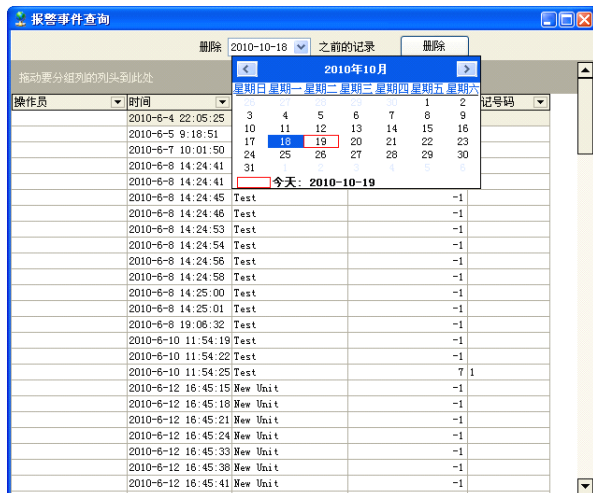 报警事件查询
删除 2010-10-18 之前的记录 删除
拖动要分组列的列头到此处
2010年10月
星期日 星期一 星期二 星期三 星期四 星期五 星期六
26 27 28 29 30 1 2
3 4 5 6 7 8 9
10 11 12 13 14 15 16
17 18 19 20 21 22 23
24 25 26 27 28 29 30
31 1 2 3 4 5 6
今天: 2010-10-19
操作员 时间 记号码
2010-6-4 22:05:25
2010-6-5 9:18:51
2010-6-7 10:01:50
2010-6-8 14:24:41
2010-6-8 14:24:41
2010-6-8 14:24:45 Test -1
2010-6-8 14:24:46 Test -1
2010-6-8 14:24:53 Test -1
2010-6-8 14:24:54 Test -1
2010-6-8 14:24:56 Test -1
2010-6-8 14:24:58 Test -1
2010-6-8 14:25:00 Test -1
2010-6-8 14:25:01 Test -1
2010-6-8 19:06:32 Test -1
2010-6-10 11:54:19 Test -1
2010-6-10 11:54:22 Test -1
2010-6-10 11:54:25 Test 7 1
2010-6-12 16:45:15 New Unit -1
2010-6-12 16:45:18 New Unit -1
2010-6-12 16:45:21 New Unit -1
2010-6-12 16:45:24 New Unit -1
2010-6-12 16:45:33 New Unit -1
2010-6-12 16:45:38 New Unit -1
2010-6-12 16:45:41 New Unit -1